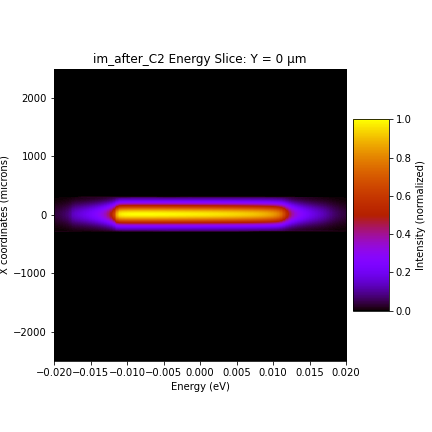 im_after_C2 Energy Slice: Y = 0 μm
2000
1000
0
−1000
−2000
X coordinates (microns)
−0.020 −0.015 −0.010 −0.005 0.000 0.005 0.010 0.015 0.020
Energy (eV)
1.0
0.8
0.6
0.4
0.2
0.0
Intensity (normalized)